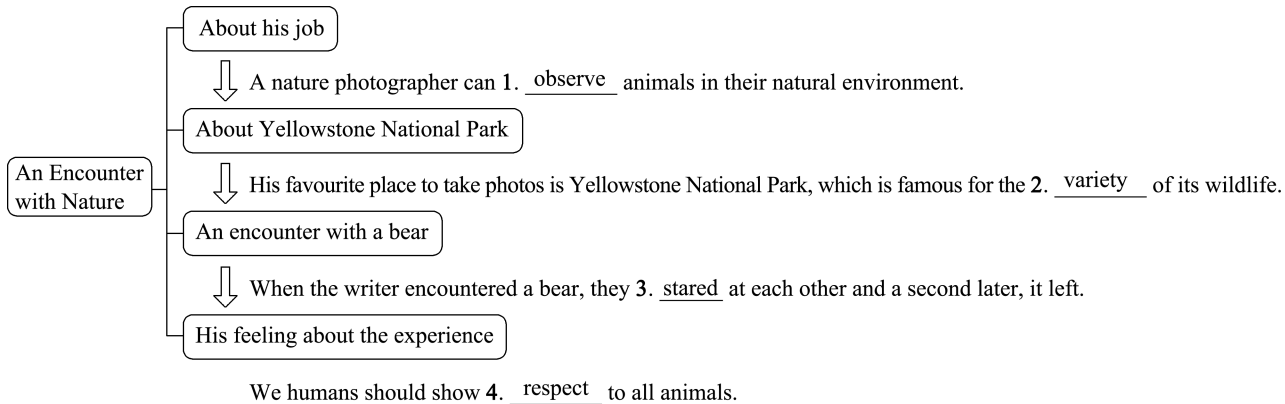 About his job
A nature photographer can 1. observe animals in their natural environment.
About Yellowstone National Park
An Encounter
with Nature
His favourite place to take photos is Yellowstone National Park, which is famous for the 2. variety of its wildlife.
An encounter with a bear
When the writer encountered a bear, they 3. stared at each other and a second later, it left.
His feeling about the experience
We humans should show 4. respect to all animals.